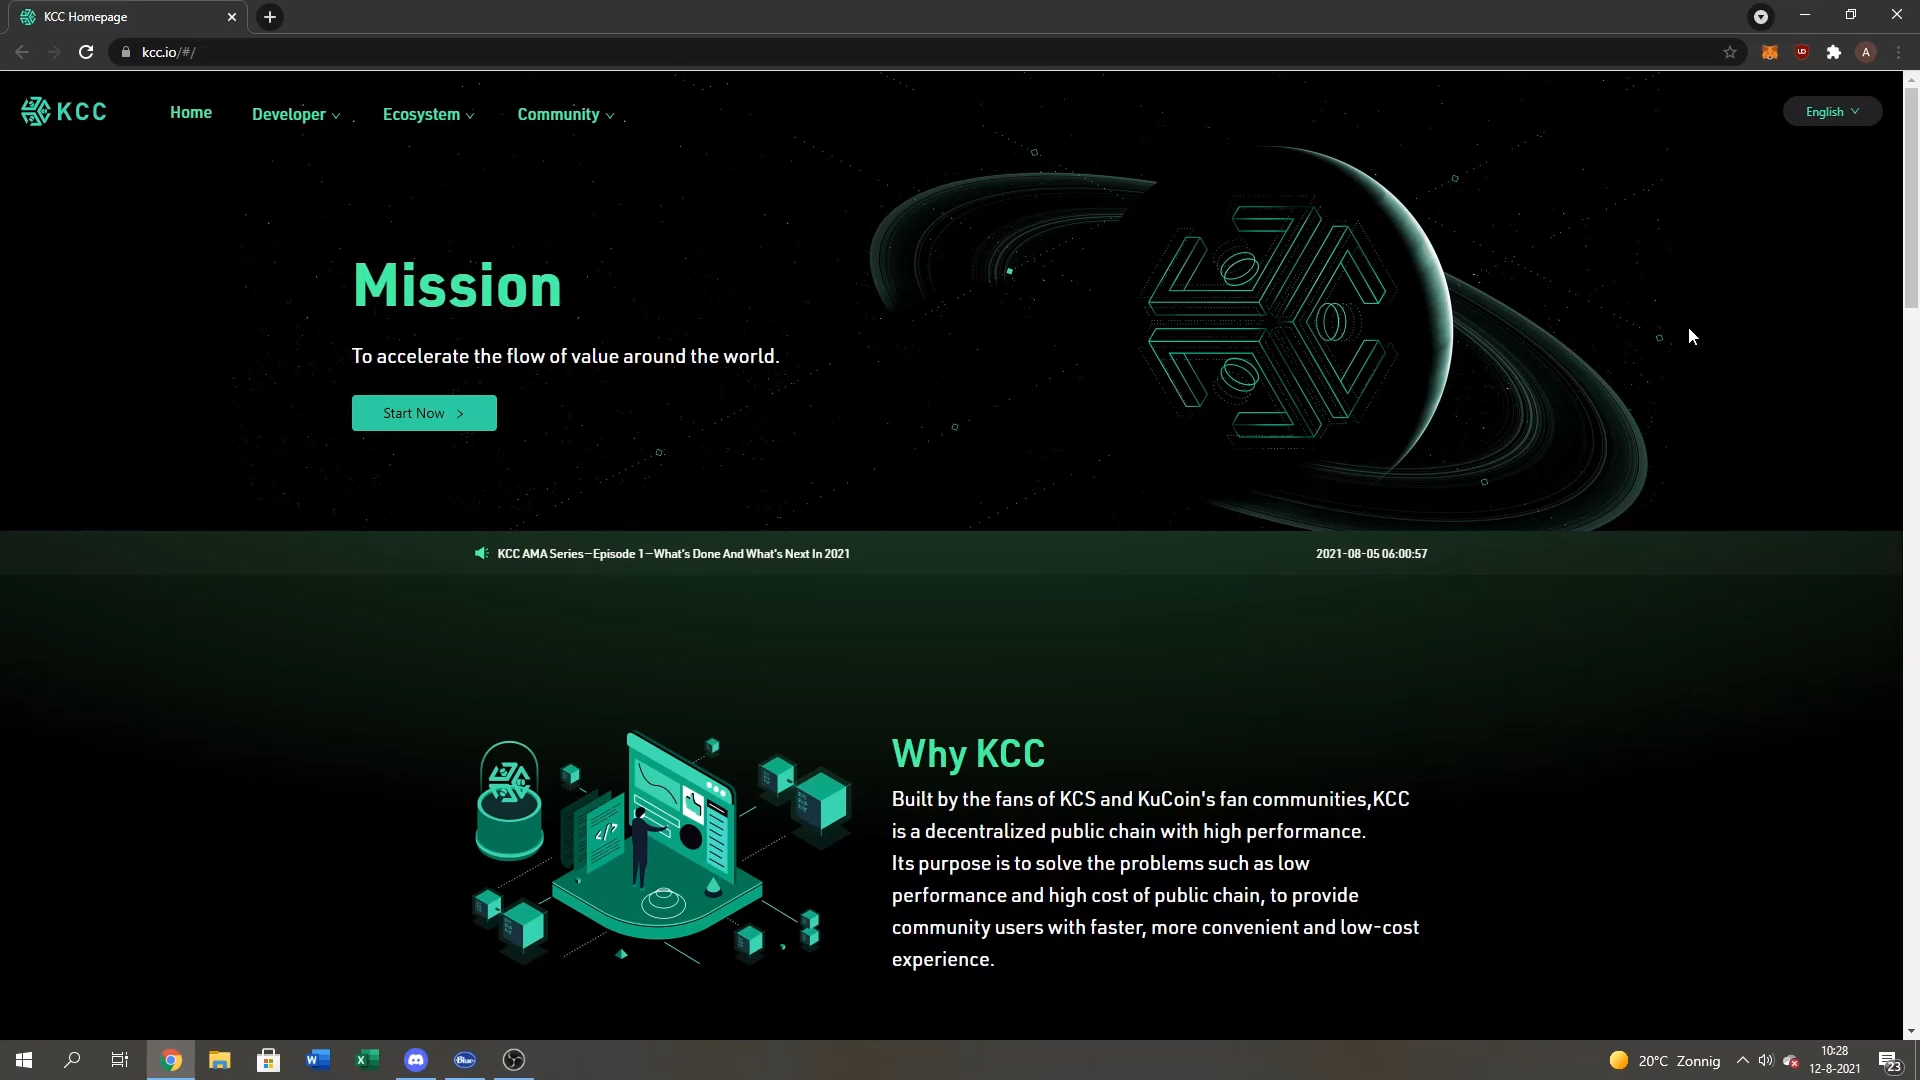 KCC Homepage
kcc.io/#/
A
KCC
Home
Developer
Ecosystem
Community
English
Mission
To accelerate the flow of value around the world.
Start Now >
KCC AMA Series—Episode 1—What's Done And What's Next In 2021
2021-08-05 06:00:57
Why KCC
Built by the fans of KCS and KuCoin's fan communities,KCC
is a decentralized public chain with high performance.
Its purpose is to solve the problems such as low
performance and high cost of public chain, to provide
community users with faster, more convenient and low-cost
experience.
</>
W
X
Blue
20°C Zonnig
10:28
12-8-2021
23